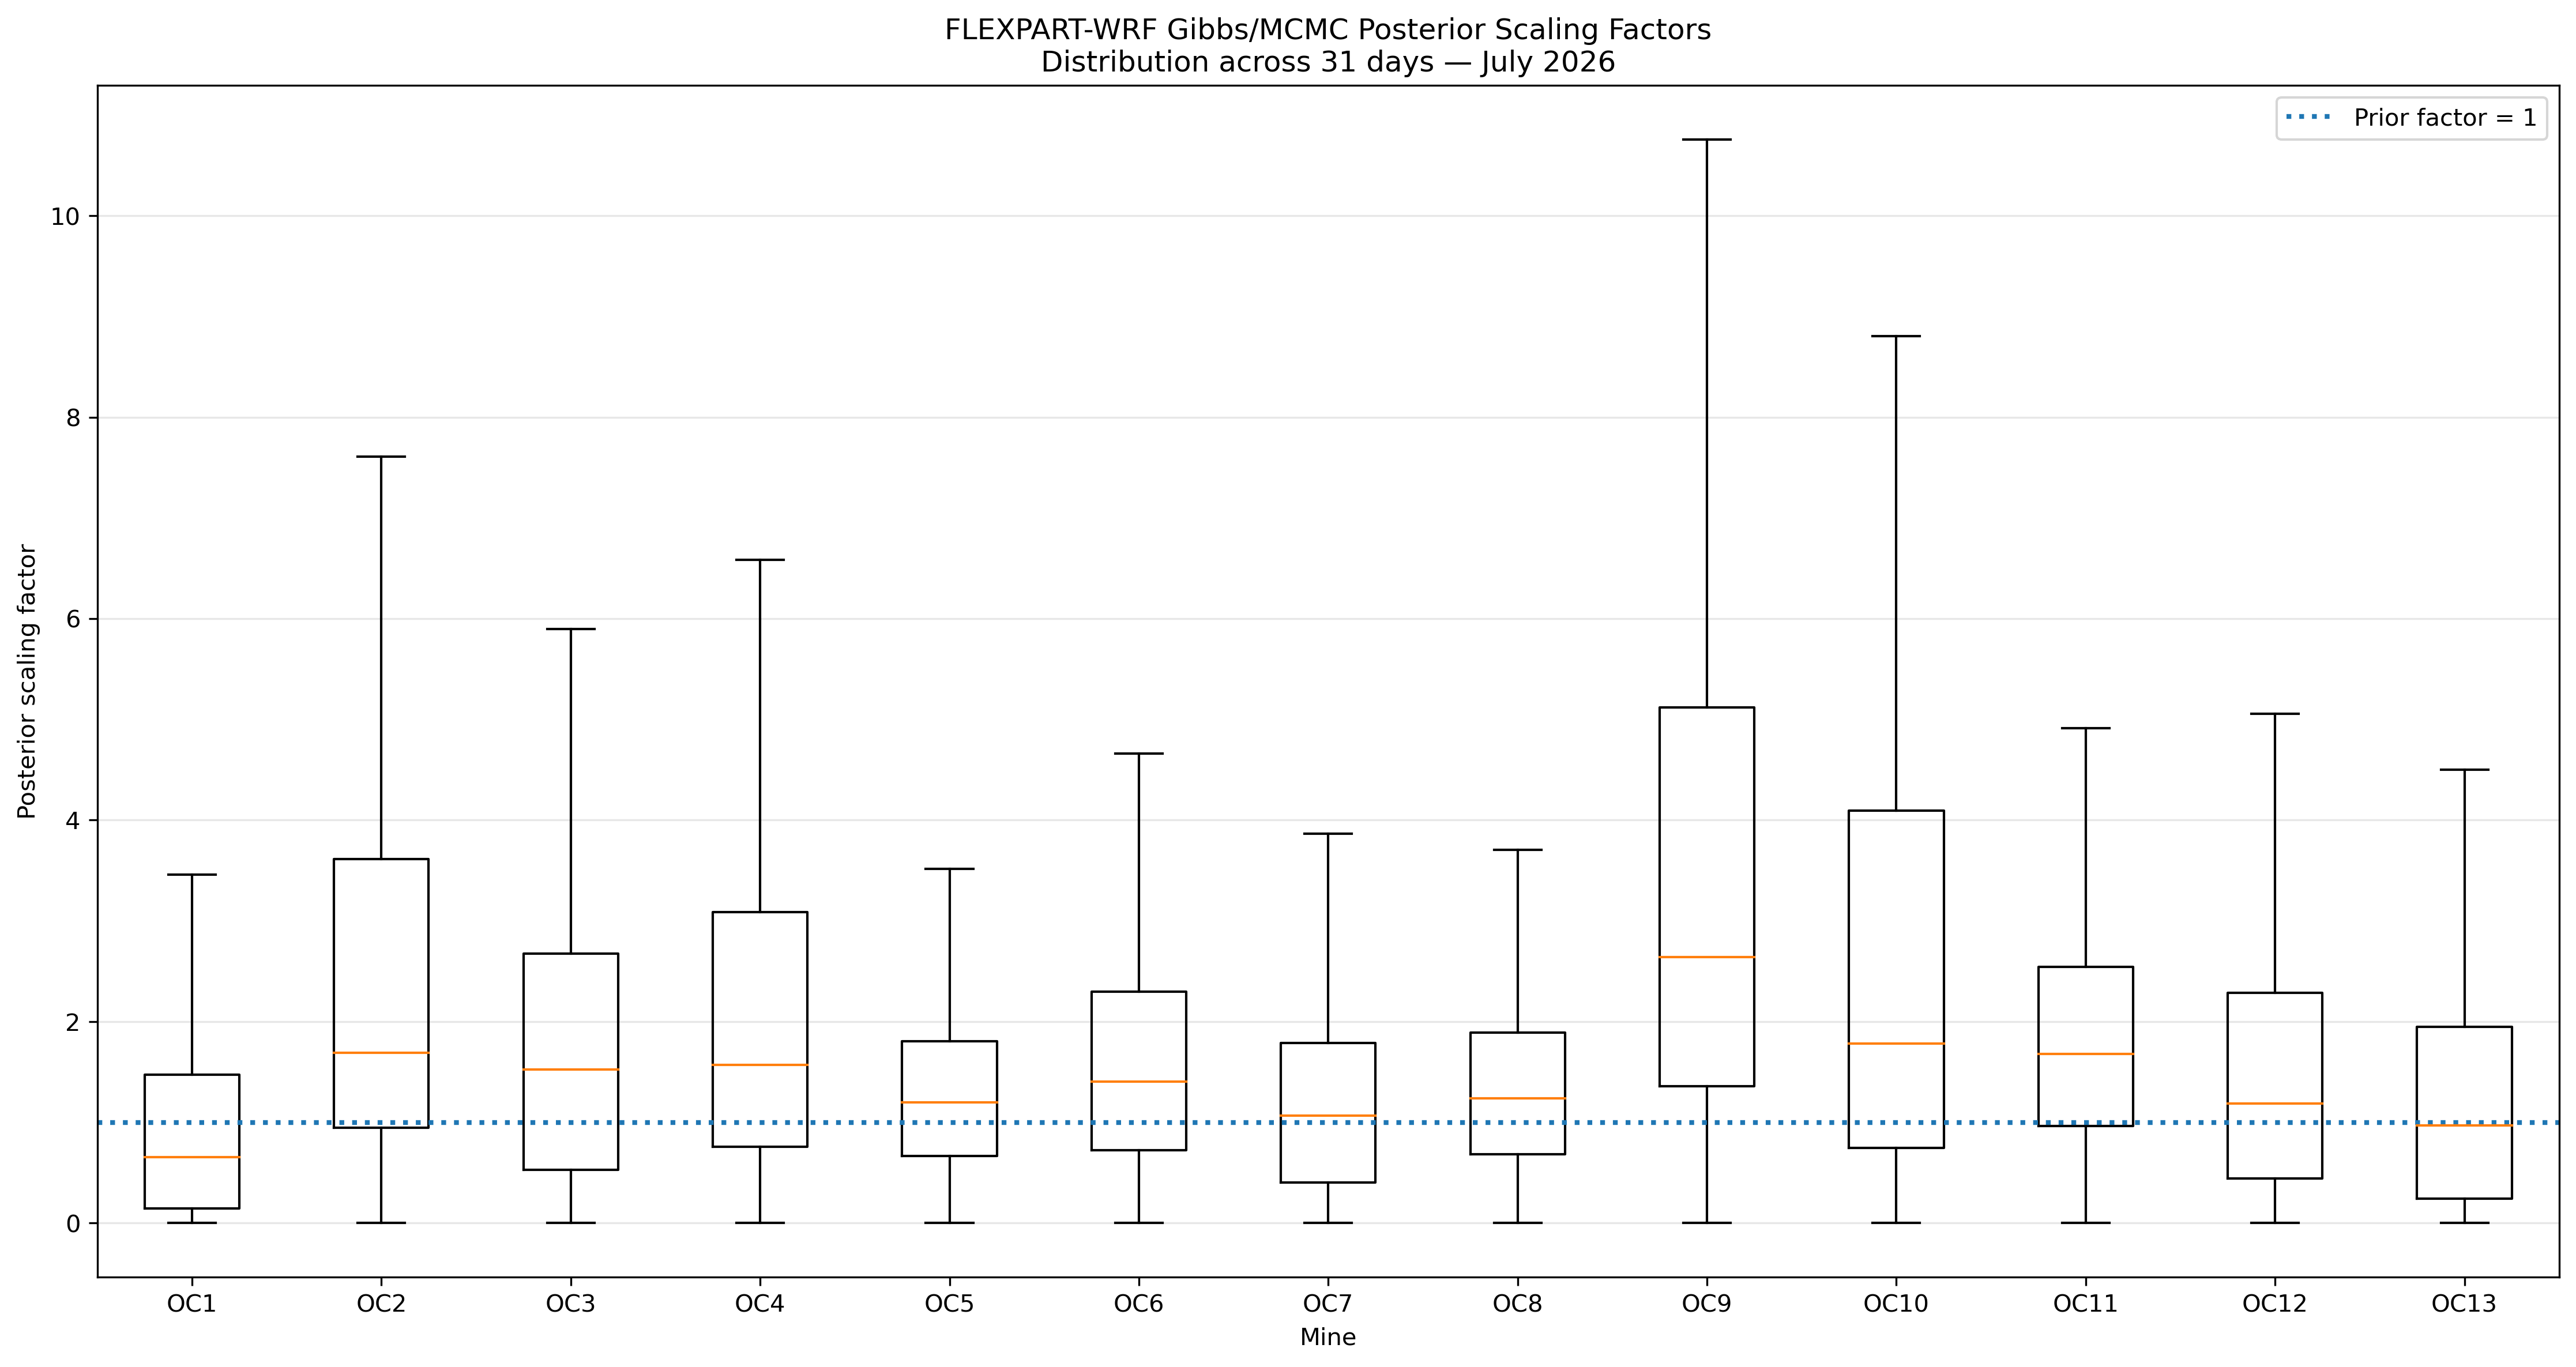 FLEXPART-WRF Gibbs/MCMC Posterior Scaling Factors
Distribution across 31 days — July 2026
Prior factor = 1
Posterior scaling factor
10
8
6
4
2
0
OC1 OC2 OC3 OC4 OC5 OC6 OC7 OC8 OC9 OC10 OC11 OC12 OC13
Mine